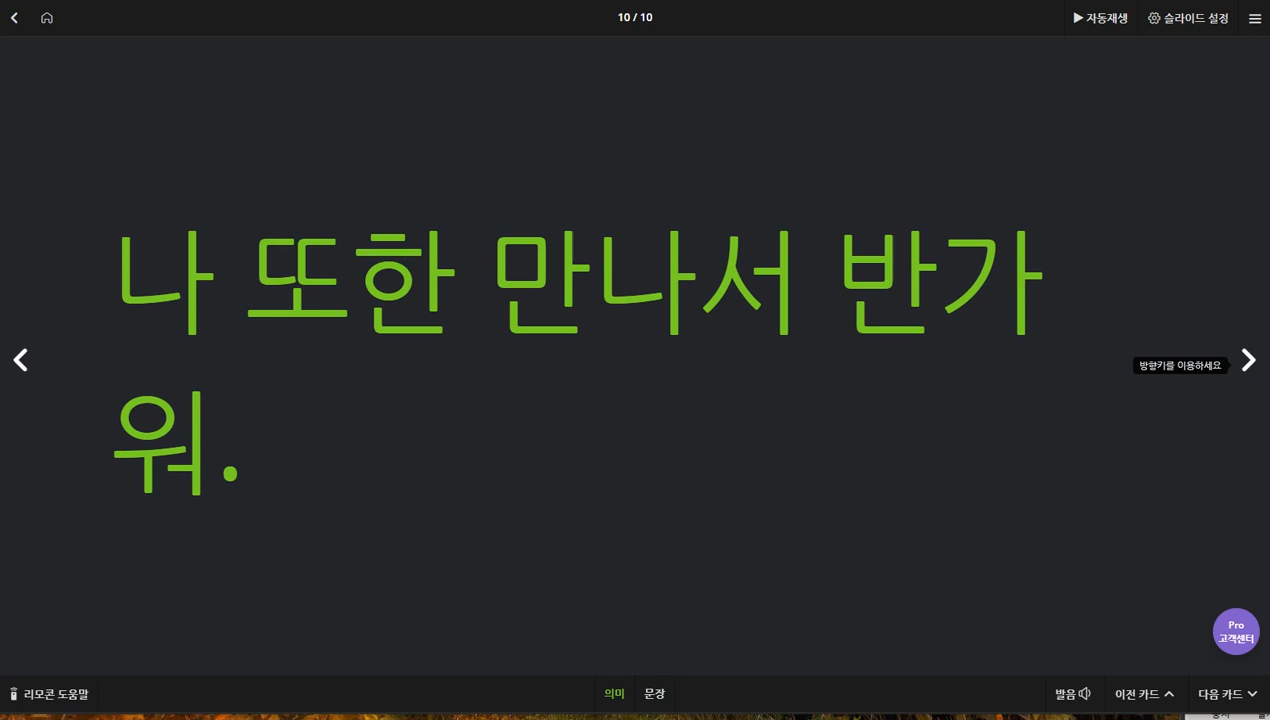 10 / 10
▶ 자동재생
슬라이드 설정
나 또한 만나서 반가
워.
방향키를 이용하세요
Pro
고객센터
리모콘 도움말
의미
문장
발음
이전 카드
다음 카드